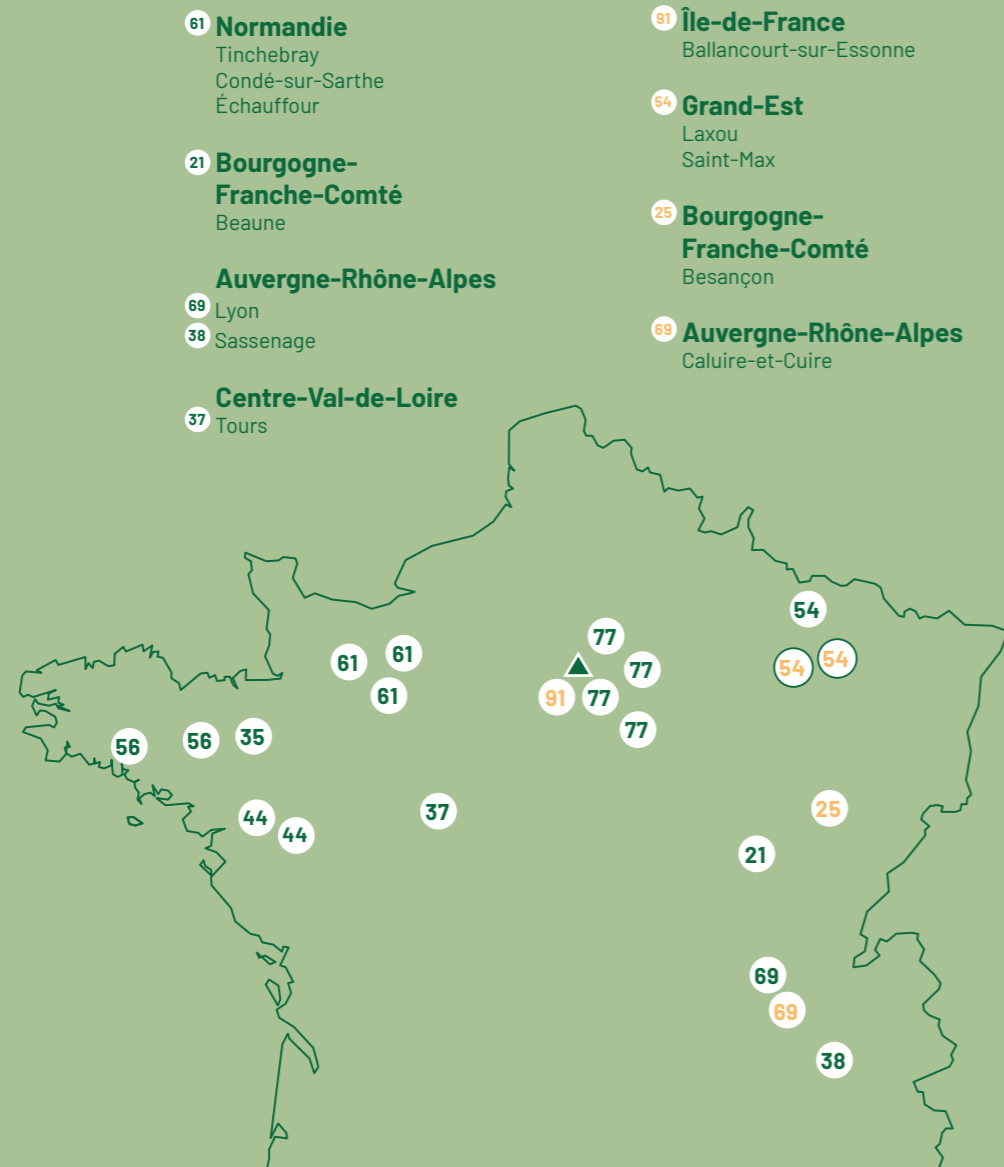 61 Normandie
Tinchebray
Condé-sur-Sarthe
Échauffour
21 Bourgogne-
Franche-Comté
Beaune
Auvergne-Rhône-Alpes
69 Lyon
38 Sassenage
Centre-Val-de-Loire
37 Tours
91 Île-de-France
Ballancourt-sur-Essonne
54 Grand-Est
Laxou
Saint-Max
25 Bourgogne-
Franche-Comté
Besançon
69 Auvergne-Rhône-Alpes
Caluire-et-Cuire
54
77
61
61
54
54
77
61
91
77
77
56
56
35
44
44
37
25
21
69
69
38